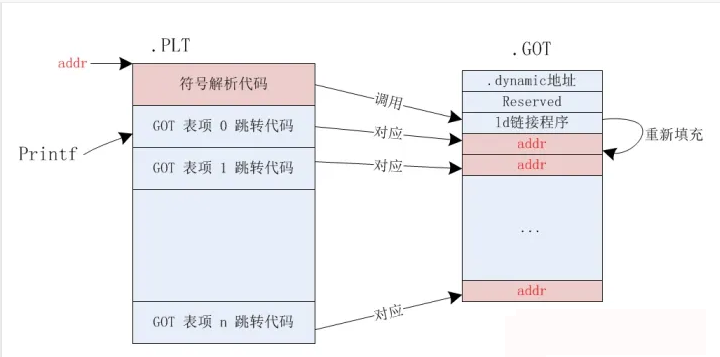 .PLT
.GOT
addr
符号解析代码
GOT 表项 0 跳转代码
GOT 表项 1 跳转代码
GOT 表项 n 跳转代码
Printf
调用
对应
对应
对应
.dynamic地址
Reserved
ld链接程序
addr
addr
...
addr
重新填充